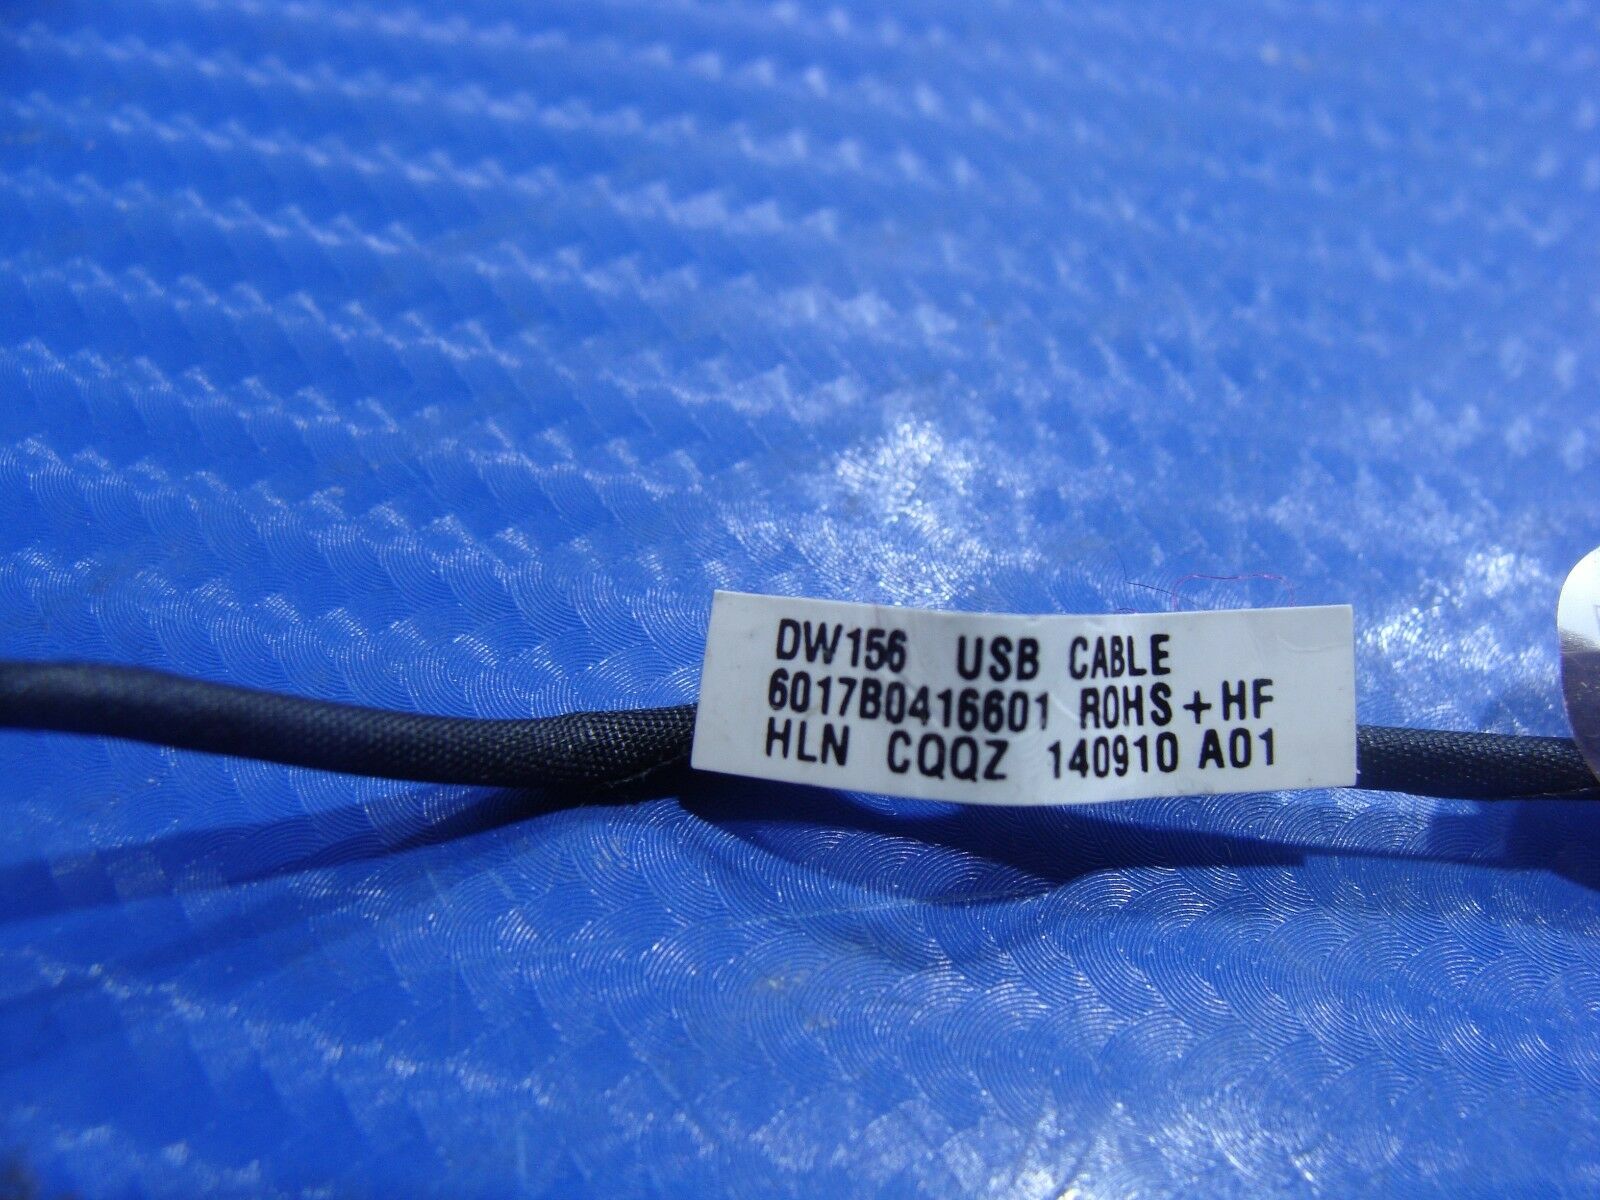 DW156 USB CABLE
6017B0416601 ROHS+HF
HLN CQQZ 140910 A01